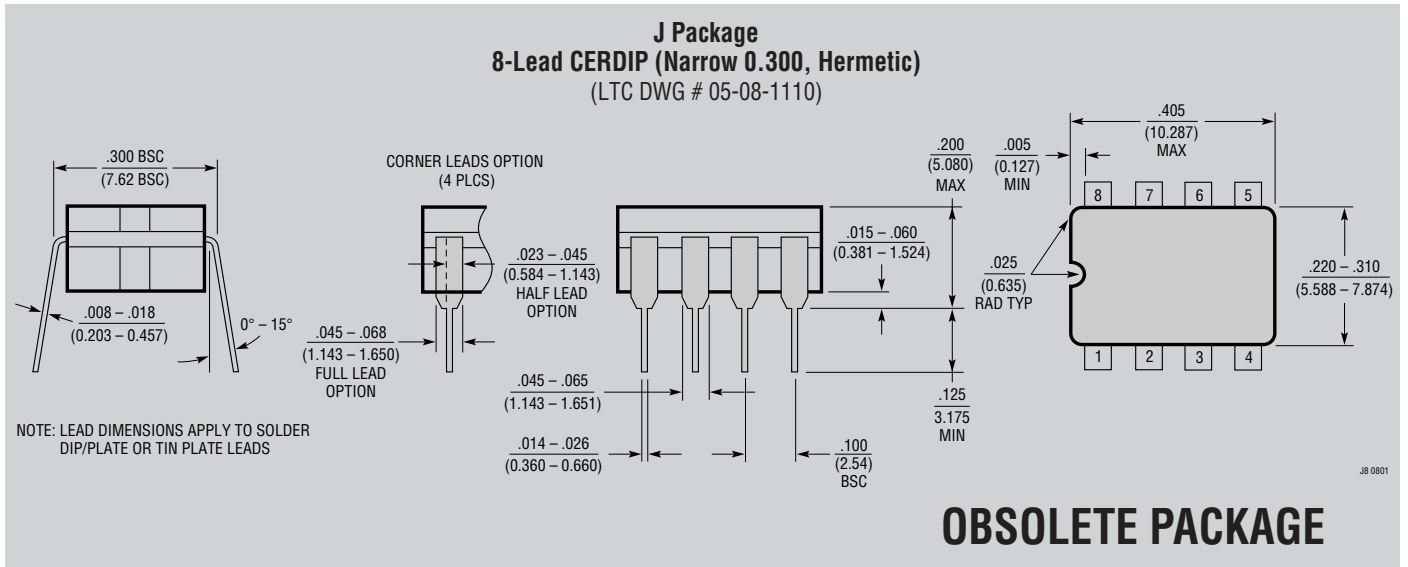 J Package
8-Lead CERDIP (Narrow 0.300, Hermetic)
(LTC DWG # 05-08-1110)
.300 BSC
(7.62 BSC)
.008 – .018
(0.203 – 0.457)
0° – 15°
CORNER LEADS OPTION
(4 PLCS)
.023 – .045
(0.584 – 1.143)
HALF LEAD
OPTION
.045 – .068
(1.143 – 1.650)
FULL LEAD
OPTION
.200
(5.080)
MAX
.015 – .060
(0.381 – 1.524)
.045 – .065
(1.143 – 1.651)
.014 – .026
(0.360 – 0.660)
.100
(2.54)
BSC
.125
3.175
MIN
.005
(0.127)
MIN
.405
(10.287)
MAX
8 7 6 5
.025
(0.635)
RAD TYP
.220 – .310
(5.588 – 7.874)
1 2 3 4
NOTE: LEAD DIMENSIONS APPLY TO SOLDER
DIP/PLATE OR TIN PLATE LEADS
J8 0801
OBSOLETE PACKAGE